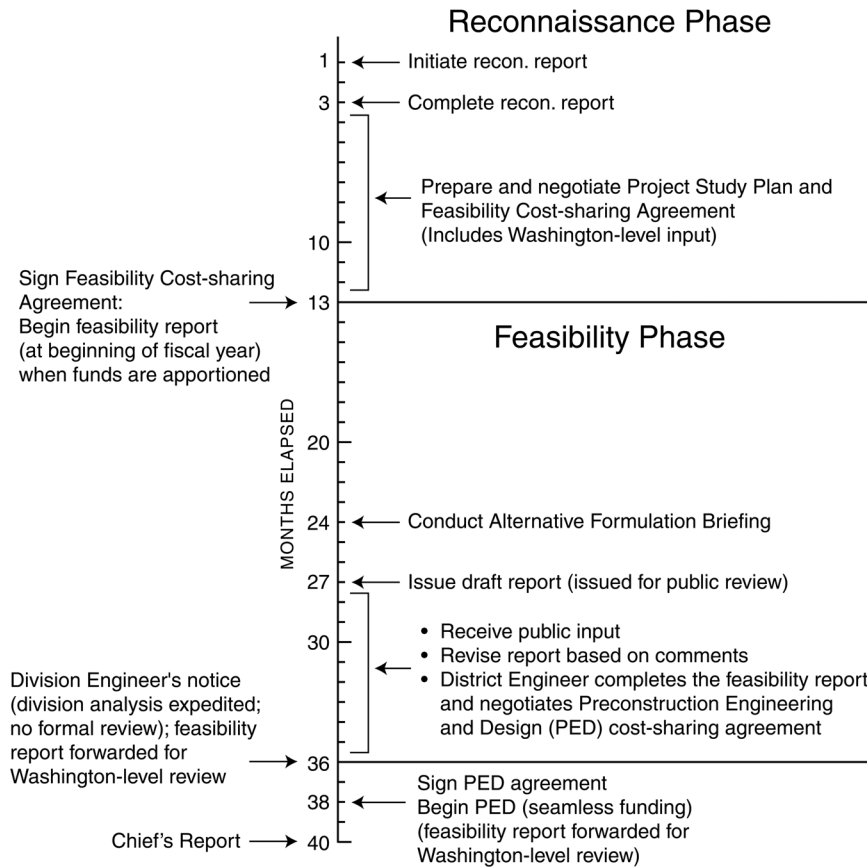 Reconnaissance Phase
1
Initiate recon. report
3
Complete recon. report
Prepare and negotiate Project Study Plan and
Feasibility Cost-sharing Agreement
(Includes Washington-level input)
10
Sign Feasibility Cost-sharing
Agreement:
Begin feasibility report
(at beginning of fiscal year)
when funds are apportioned
13
Feasibility Phase
MONTHS ELAPSED
20
24
Conduct Alternative Formulation Briefing
27
Issue draft report (issued for public review)
30
• Receive public input
• Revise report based on comments
• District Engineer completes the feasibility report
and negotiates Preconstruction Engineering
and Design (PED) cost-sharing agreement
Division Engineer's notice
(division analysis expedited;
no formal review); feasibility
report forwarded for
Washington-level review
36
38
Sign PED agreement
Begin PED (seamless funding)
(feasibility report forwarded for
Washington-level review)
Chief's Report
40